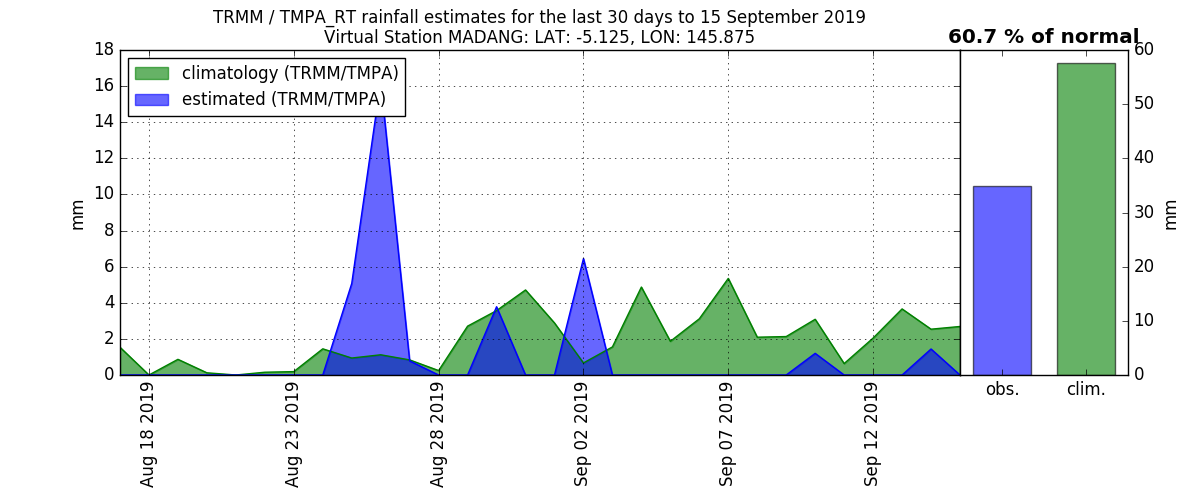 TRMM / TMPA_RT rainfall estimates for the last 30 days to 15 September 2019
Virtual Station MADANG: LAT: -5.125, LON: 145.875
60.7 % of normal
climatology (TRMM/TMPA)
estimated (TRMM/TMPA)
mm
18
16
14
12
10
8
6
4
2
0
Aug 18 2019
Aug 23 2019
Aug 28 2019
Sep 02 2019
Sep 07 2019
Sep 12 2019
obs.
clim.
60
50
40
30
20
10
0
mm